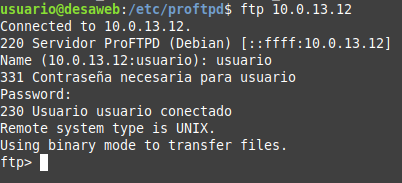 usuario@desaweb:/etc/proftpd$ ftp 10.0.13.12
Connected to 10.0.13.12.
220 Servidor ProFTPD (Debian) [::ffff:10.0.13.12]
Name (10.0.13.12:usuario): usuario
331 Contraseña necesaria para usuario
Password:
230 Usuario usuario conectado
Remote system type is UNIX.
Using binary mode to transfer files.
ftp>